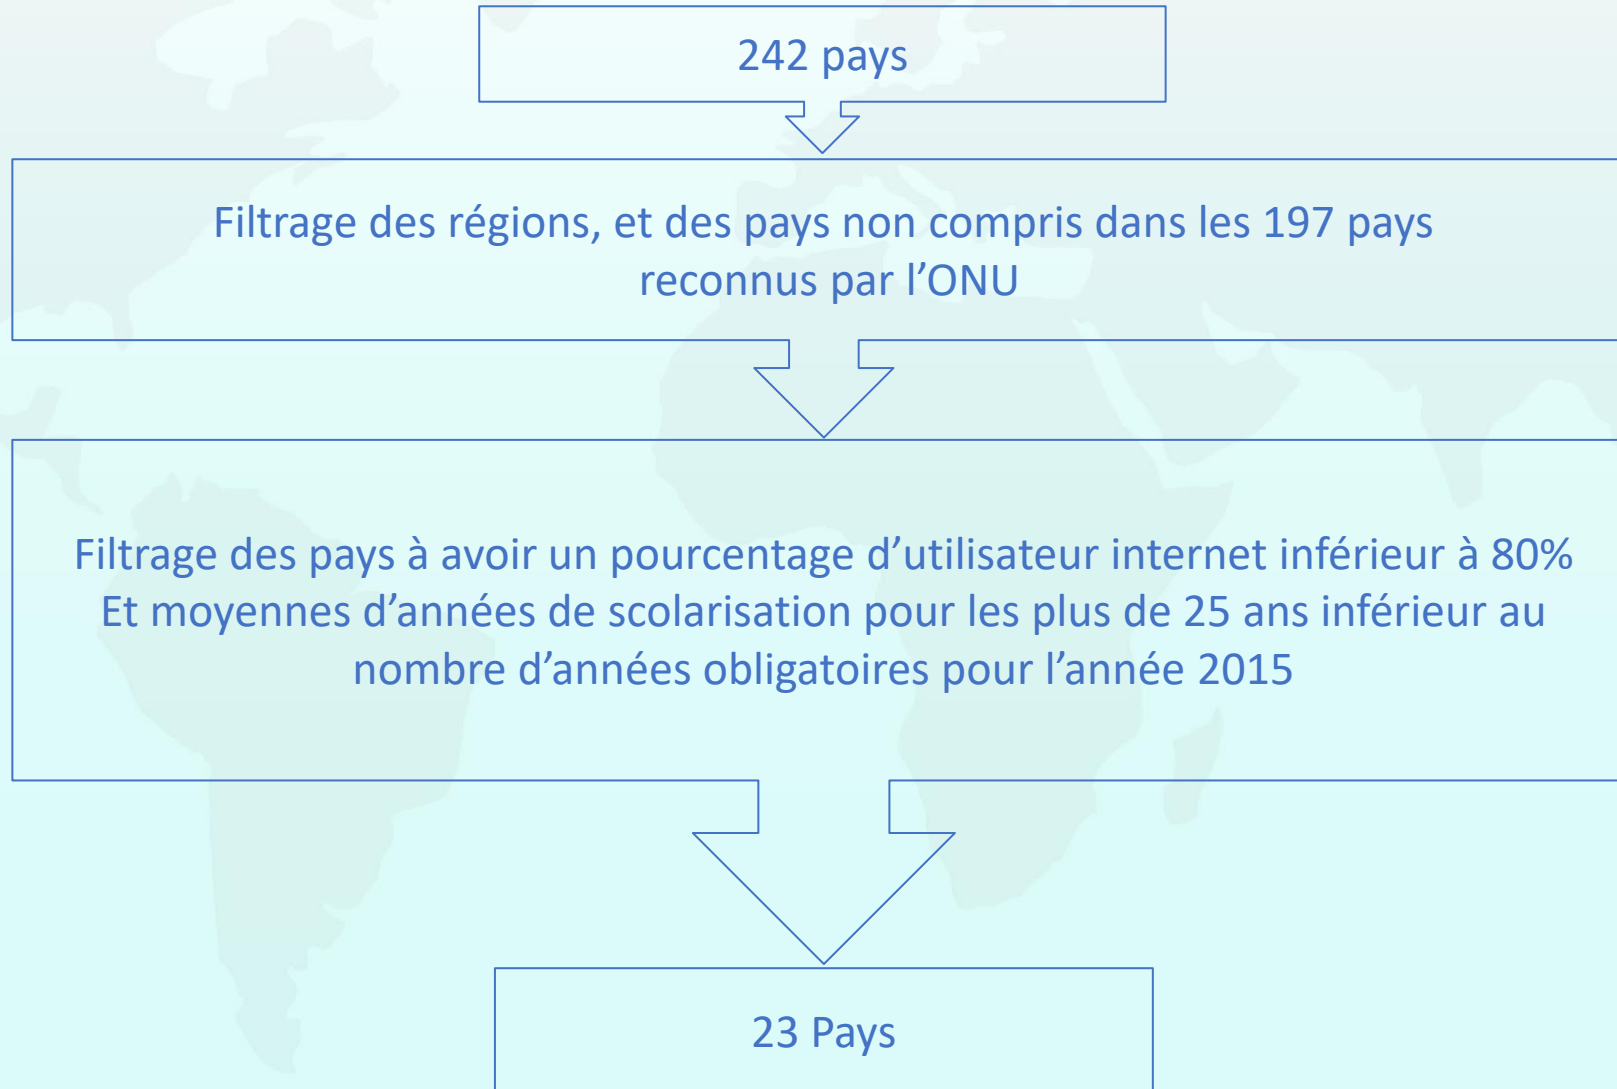 242 pays
Filtrage des régions, et des pays non compris dans les 197 pays
reconnus par l’ONU
Filtrage des pays à avoir un pourcentage d’utilisateur internet inférieur à 80%
Et moyennes d’années de scolarisation pour les plus de 25 ans inférieur au
nombre d’années obligatoires pour l’année 2015
23 Pays